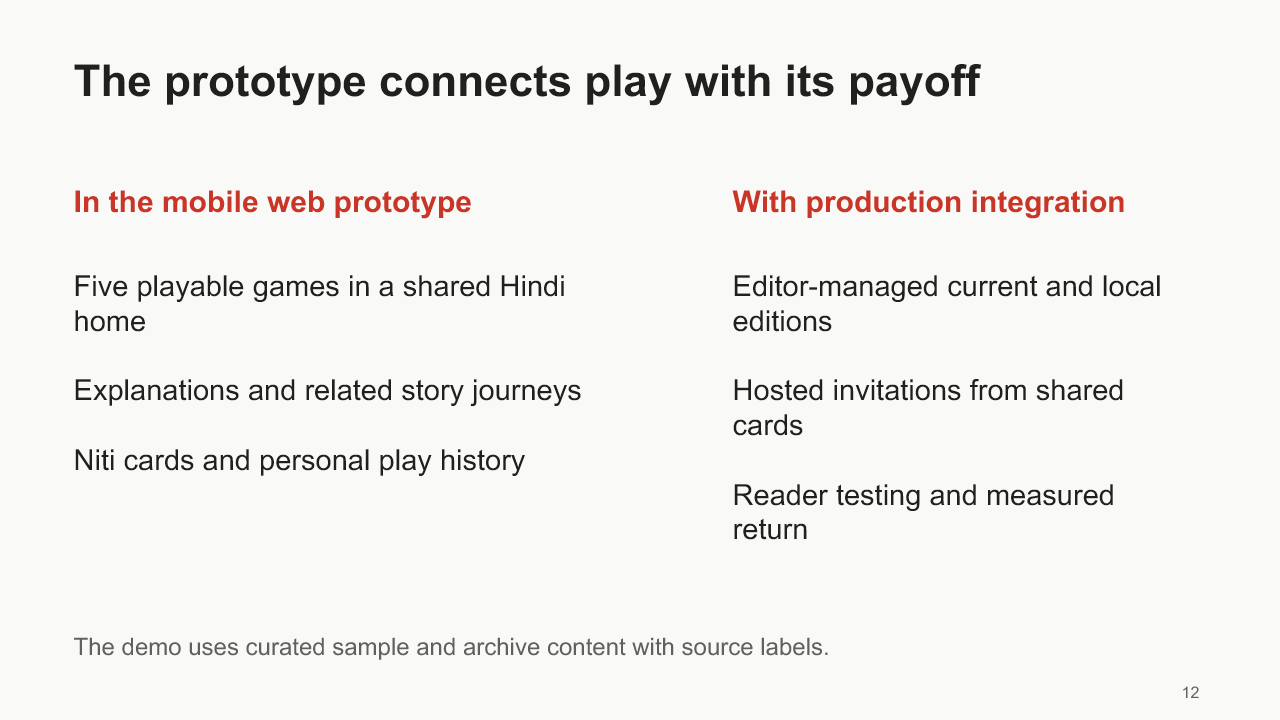 The prototype connects play with its payoff
In the mobile web prototype
Five playable games in a shared Hindi
home
Explanations and related story journeys
Niti cards and personal play history
With production integration
Editor-managed current and local
editions
Hosted invitations from shared
cards
Reader testing and measured
return
The demo uses curated sample and archive content with source labels.
12